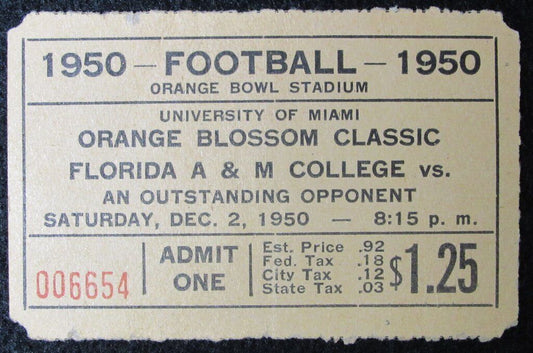 1950 — FOOTBALL — 1950
ORANGE BOWL STADIUM
UNIVERSITY OF MIAMI
ORANGE BLOSSOM CLASSIC
FLORIDA A & M COLLEGE vs.
AN OUTSTANDING OPPONENT
SATURDAY, DEC. 2, 1950 — 8:15 p. m.
006654
ADMIT
ONE
Est. Price .92
Fed. Tax .18
City Tax .12
State Tax .03
$1.25